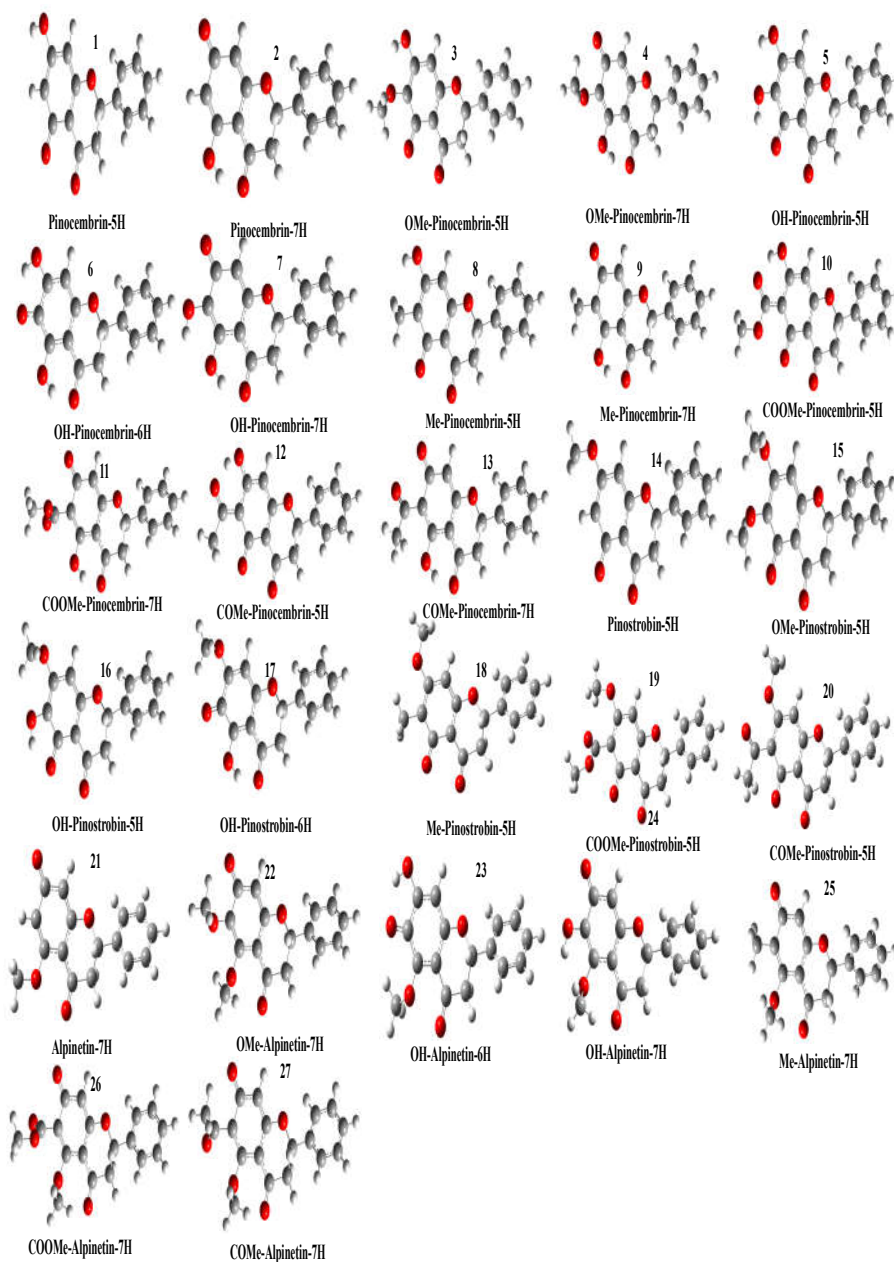 1
2
3
4
5
Pinocembrin-5H
Pinocembrin-7H
OMe-Pinocembrin-5H
OMe-Pinocembrin-7H
OH-Pinocembrin-5H
6
7
8
9
10
OH-Pinocembrin-6H
OH-Pinocembrin-7H
Me-Pinocembrin-5H
Me-Pinocembrin-7H
COOMe-Pinocembrin-5H
11
12
13
14
15
COOMe-Pinocembrin-7H
COMe-Pinocembrin-5H
COMe-Pinocembrin-7H
Pinostrobin-5H
OMe-Pinostrobin-5H
16
17
18
19
20
OH-Pinostrobin-5H
OH-Pinostrobin-6H
Me-Pinostrobin-5H
24
COOMe-Pinostrobin-5H
COMe-Pinostrobin-5H
21
22
23
25
Alpinetin-7H
OMe-Alpinetin-7H
OH-Alpinetin-6H
OH-Alpinetin-7H
Me-Alpinetin-7H
26
27
COOMe-Alpinetin-7H
COMe-Alpinetin-7H